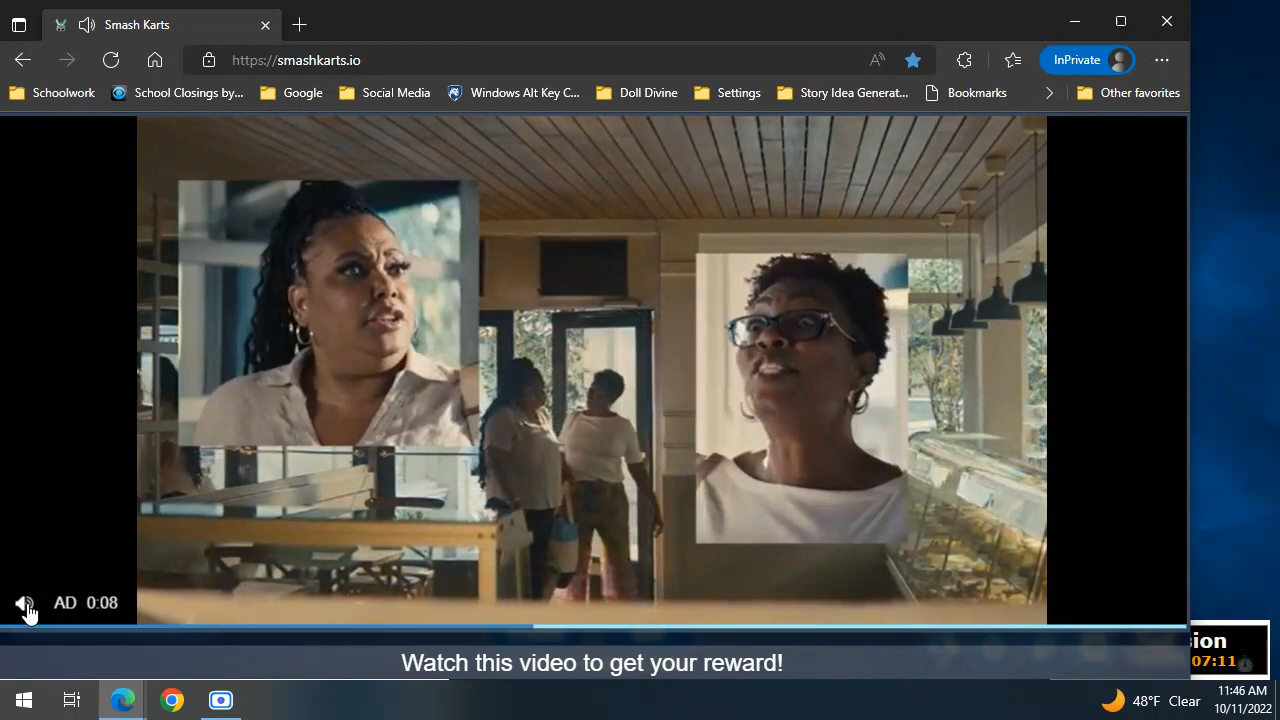 Smash Karts
https://smashkarts.io
InPrivate
Schoolwork
School Closings by...
Google
Social Media
Windows Alt Key C...
Doll Divine
Settings
Story Idea Generat...
Bookmarks
Other favorites
AD 0:08
Watch this video to get your reward!
sion
07:11
48°F Clear
11:46 AM
10/11/2022